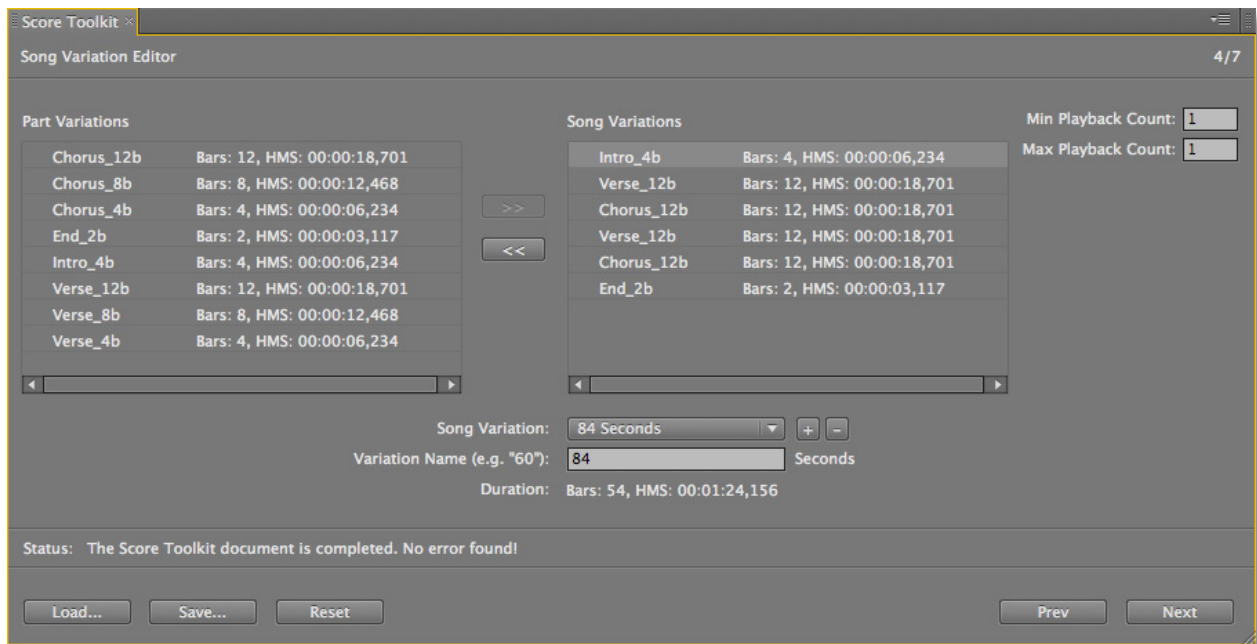 Score Toolkit ×
Song Variation Editor 4/7
Part Variations
Chorus_12b Bars: 12, HMS: 00:00:18,701
Chorus_8b Bars: 8, HMS: 00:00:12,468
Chorus_4b Bars: 4, HMS: 00:00:06,234
End_2b Bars: 2, HMS: 00:00:03,117
Intro_4b Bars: 4, HMS: 00:00:06,234
Verse_12b Bars: 12, HMS: 00:00:18,701
Verse_8b Bars: 8, HMS: 00:00:12,468
Verse_4b Bars: 4, HMS: 00:00:06,234
>>
<<
Song Variations
Intro_4b Bars: 4, HMS: 00:00:06,234
Verse_12b Bars: 12, HMS: 00:00:18,701
Chorus_12b Bars: 12, HMS: 00:00:18,701
Verse_12b Bars: 12, HMS: 00:00:18,701
Chorus_12b Bars: 12, HMS: 00:00:18,701
End_2b Bars: 2, HMS: 00:00:03,117
Min Playback Count: 1
Max Playback Count: 1
Song Variation: 84 Seconds + -
Variation Name (e.g. "60"): 84 Seconds
Duration: Bars: 54, HMS: 00:01:24,156
Status: The Score Toolkit document is completed. No error found!
Load... Save... Reset Prev Next